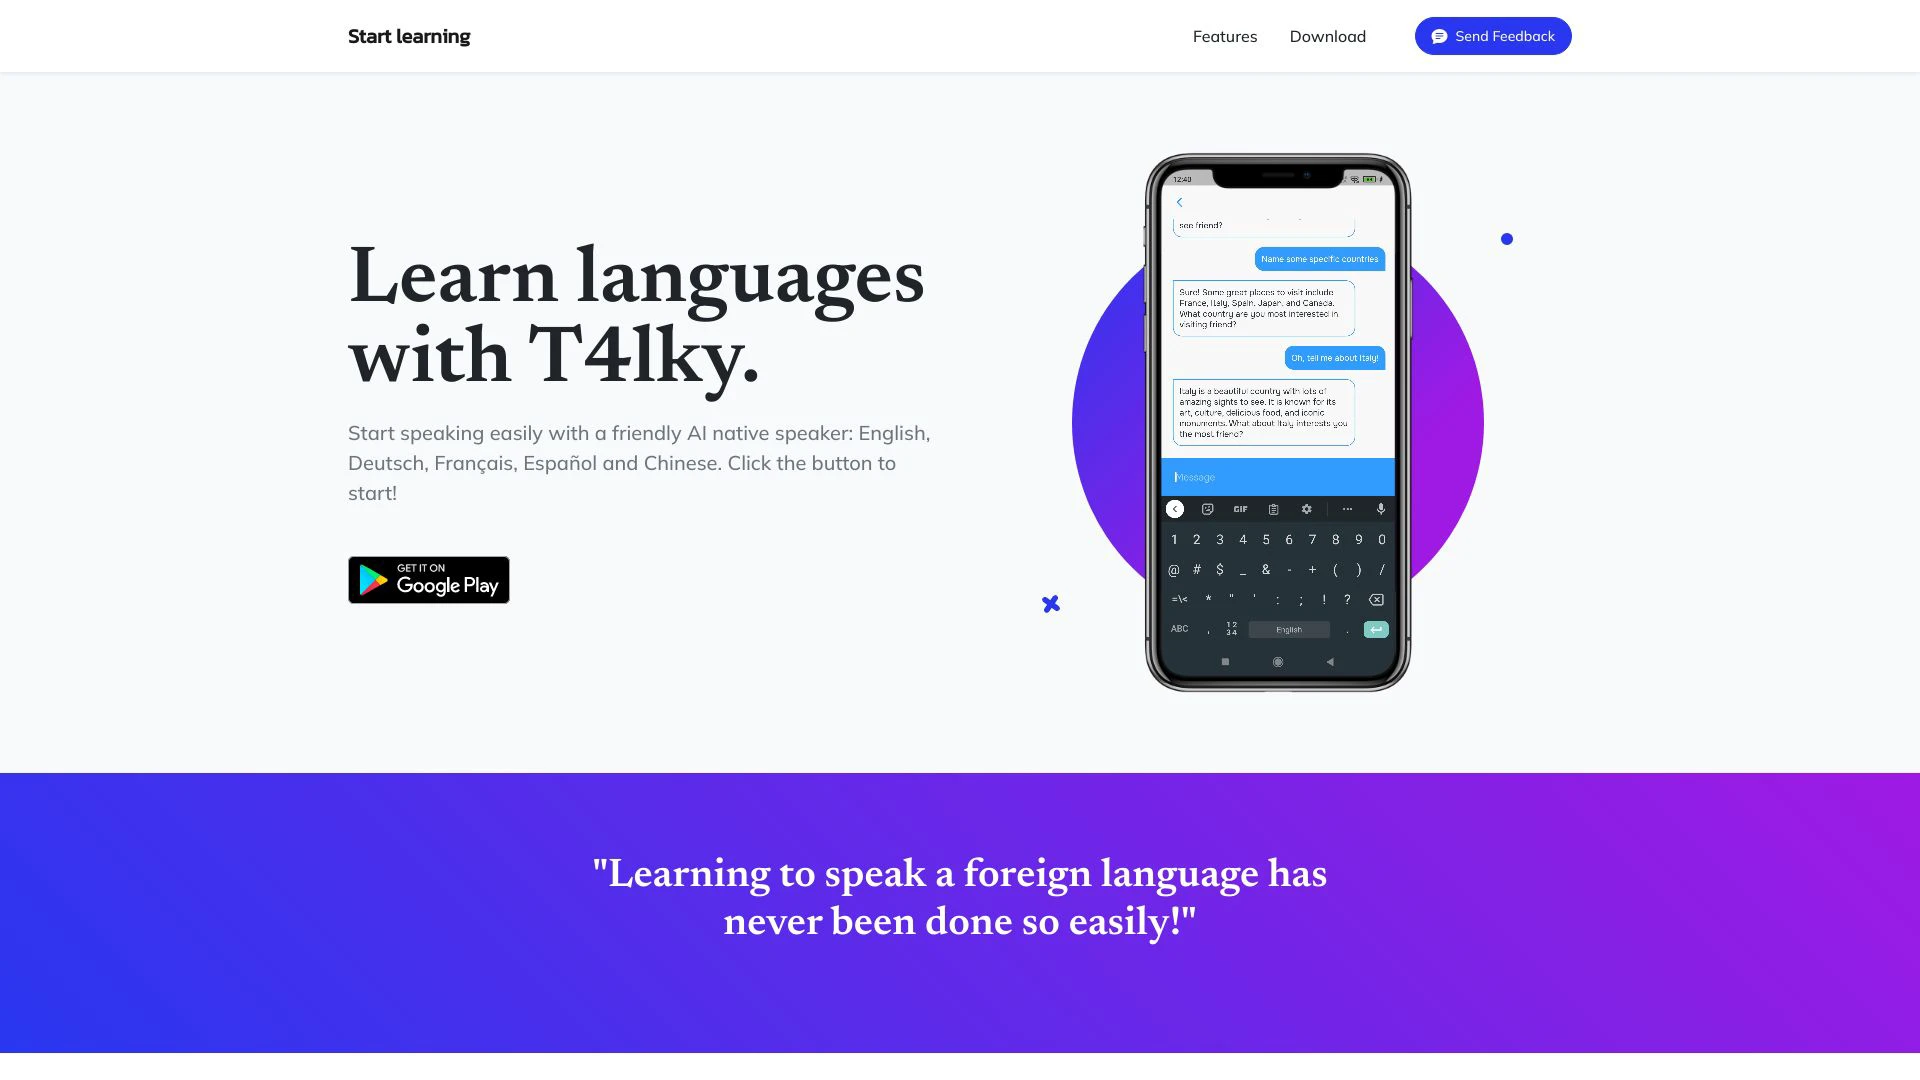 Start learning
Features
Download
Send Feedback
Learn languages
with T4lky.
Start speaking easily with a friendly AI native speaker: English,
Deutsch, Français, Español and Chinese. Click the button to
start!
GET IT ON
Google Play
12:40
see friend?
Name some specific countries
Sure! Some great places to visit include
France, Italy, Spain, Japan, and Canada.
What country are you most interested in
visiting friend?
Oh, tell me about Italy!
Italy is a beautiful country with lots of
amazing sights to see. It is known for its
art, culture, delicious food, and iconic
monuments. What about Italy interests you
the most friend?
Message
GIF
1 2 3 4 5 6 7 8 9 0
@ # $ _ & - + ( ) /
=\< * " ' : ; ! ?
ABC , 1 2 3 4 English .
"Learning to speak a foreign language has
never been done so easily!"